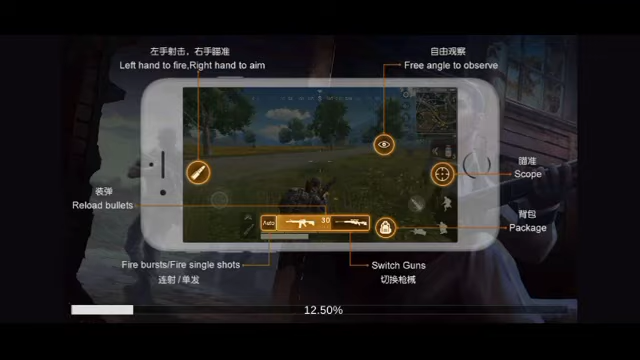 左手射击，右手瞄准
Left hand to fire,Right hand to aim
自由观察
Free angle to observe
瞄准
Scope
装弹
Reload bullets
背包
Package
Auto
30
Fire bursts/Fire single shots
连射 / 单发
Switch Guns
切换枪械
12.50%